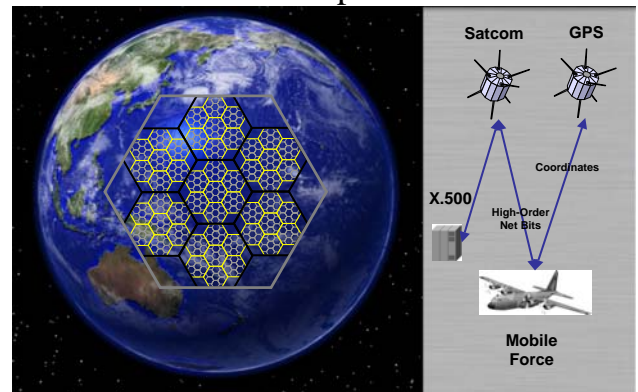 Satcom
GPS
Coordinates
X.500
High-Order
Net Bits
Mobile
Force